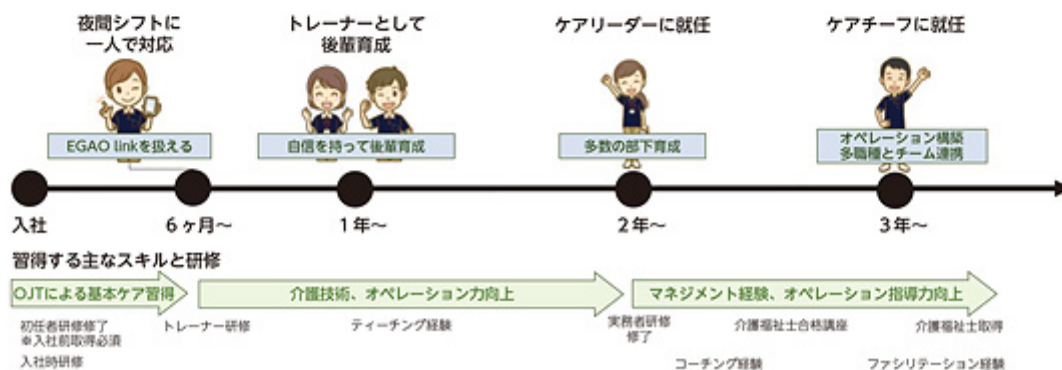 夜間シフトに
一人で対応
トレーナーとして
後輩育成
ケアリーダーに就任
ケアチーフに就任
EGAO linkを扱える
自信を持って後輩育成
多数の部下育成
オペレーション構築
多職種とチーム連携
入社
6ヶ月〜
1年〜
2年〜
3年〜
習得する主なスキルと研修
OJTによる基本ケア習得
介護技術、オペレーション力向上
マネジメント経験、オペレーション指導力向上
初任者研修修了
※入社前取得必須
入社時研修
トレーナー研修
ティーチング経験
実務者研修
修了
介護福祉士合格講座
介護福祉士取得
コーチング経験
ファシリテーション経験